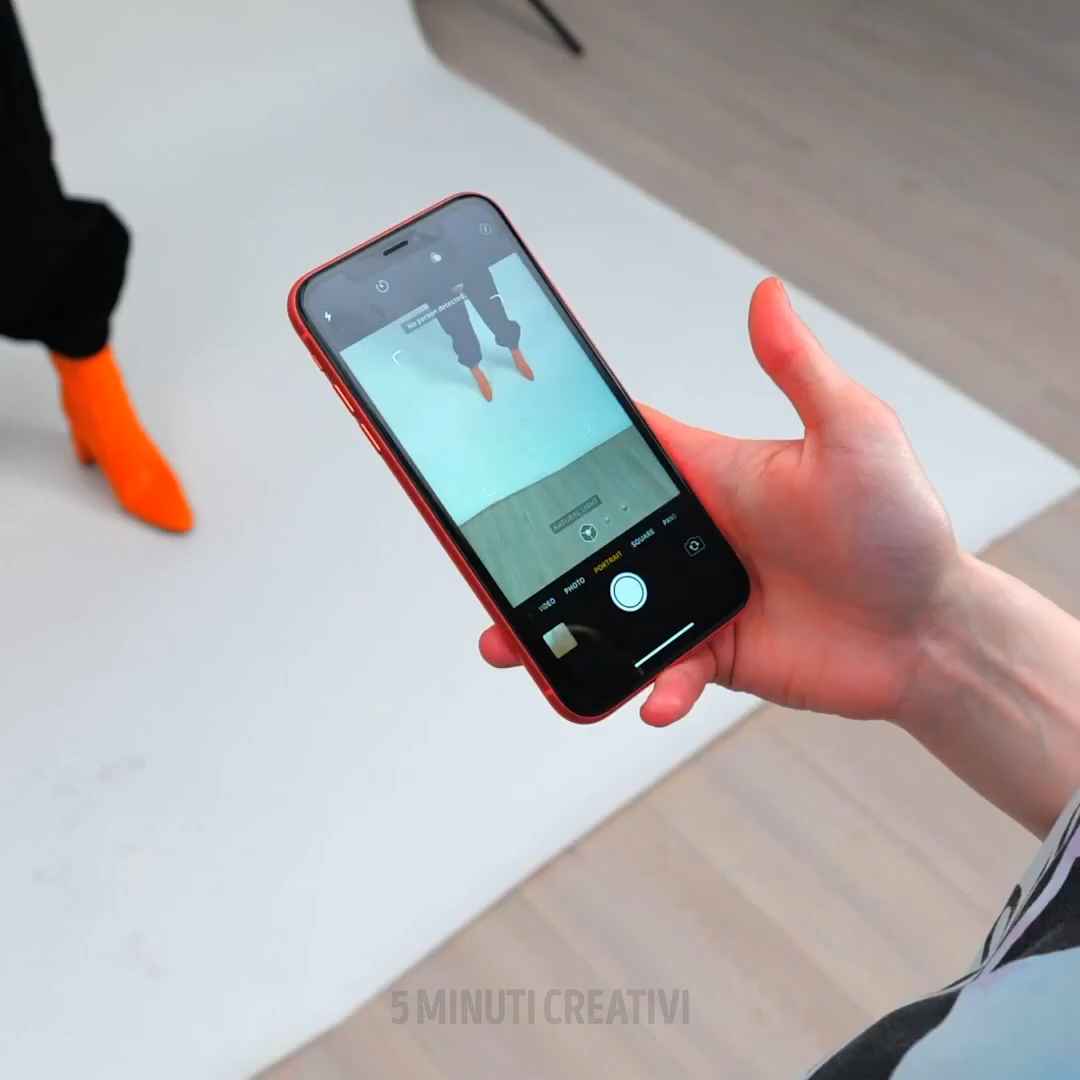 No person detected.
NATURAL LIGHT
VIDEO PHOTO PORTRAIT SQUARE PANO
5 MINUTI CREATIVI